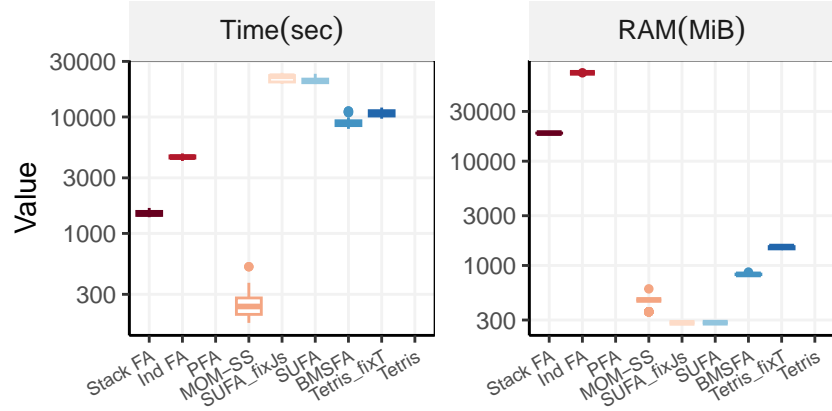 Time(sec)
RAM(MiB)
Value
30000
10000
3000
1000
300
30000
10000
3000
1000
300
Stack FA
Ind FA
PFA
MOM−SS
SUFA_fixJs
SUFA
BMSFA
Tetris_fixT
Tetris
Stack FA
Ind FA
PFA
MOM−SS
SUFA_fixJs
SUFA
BMSFA
Tetris_fixT
Tetris